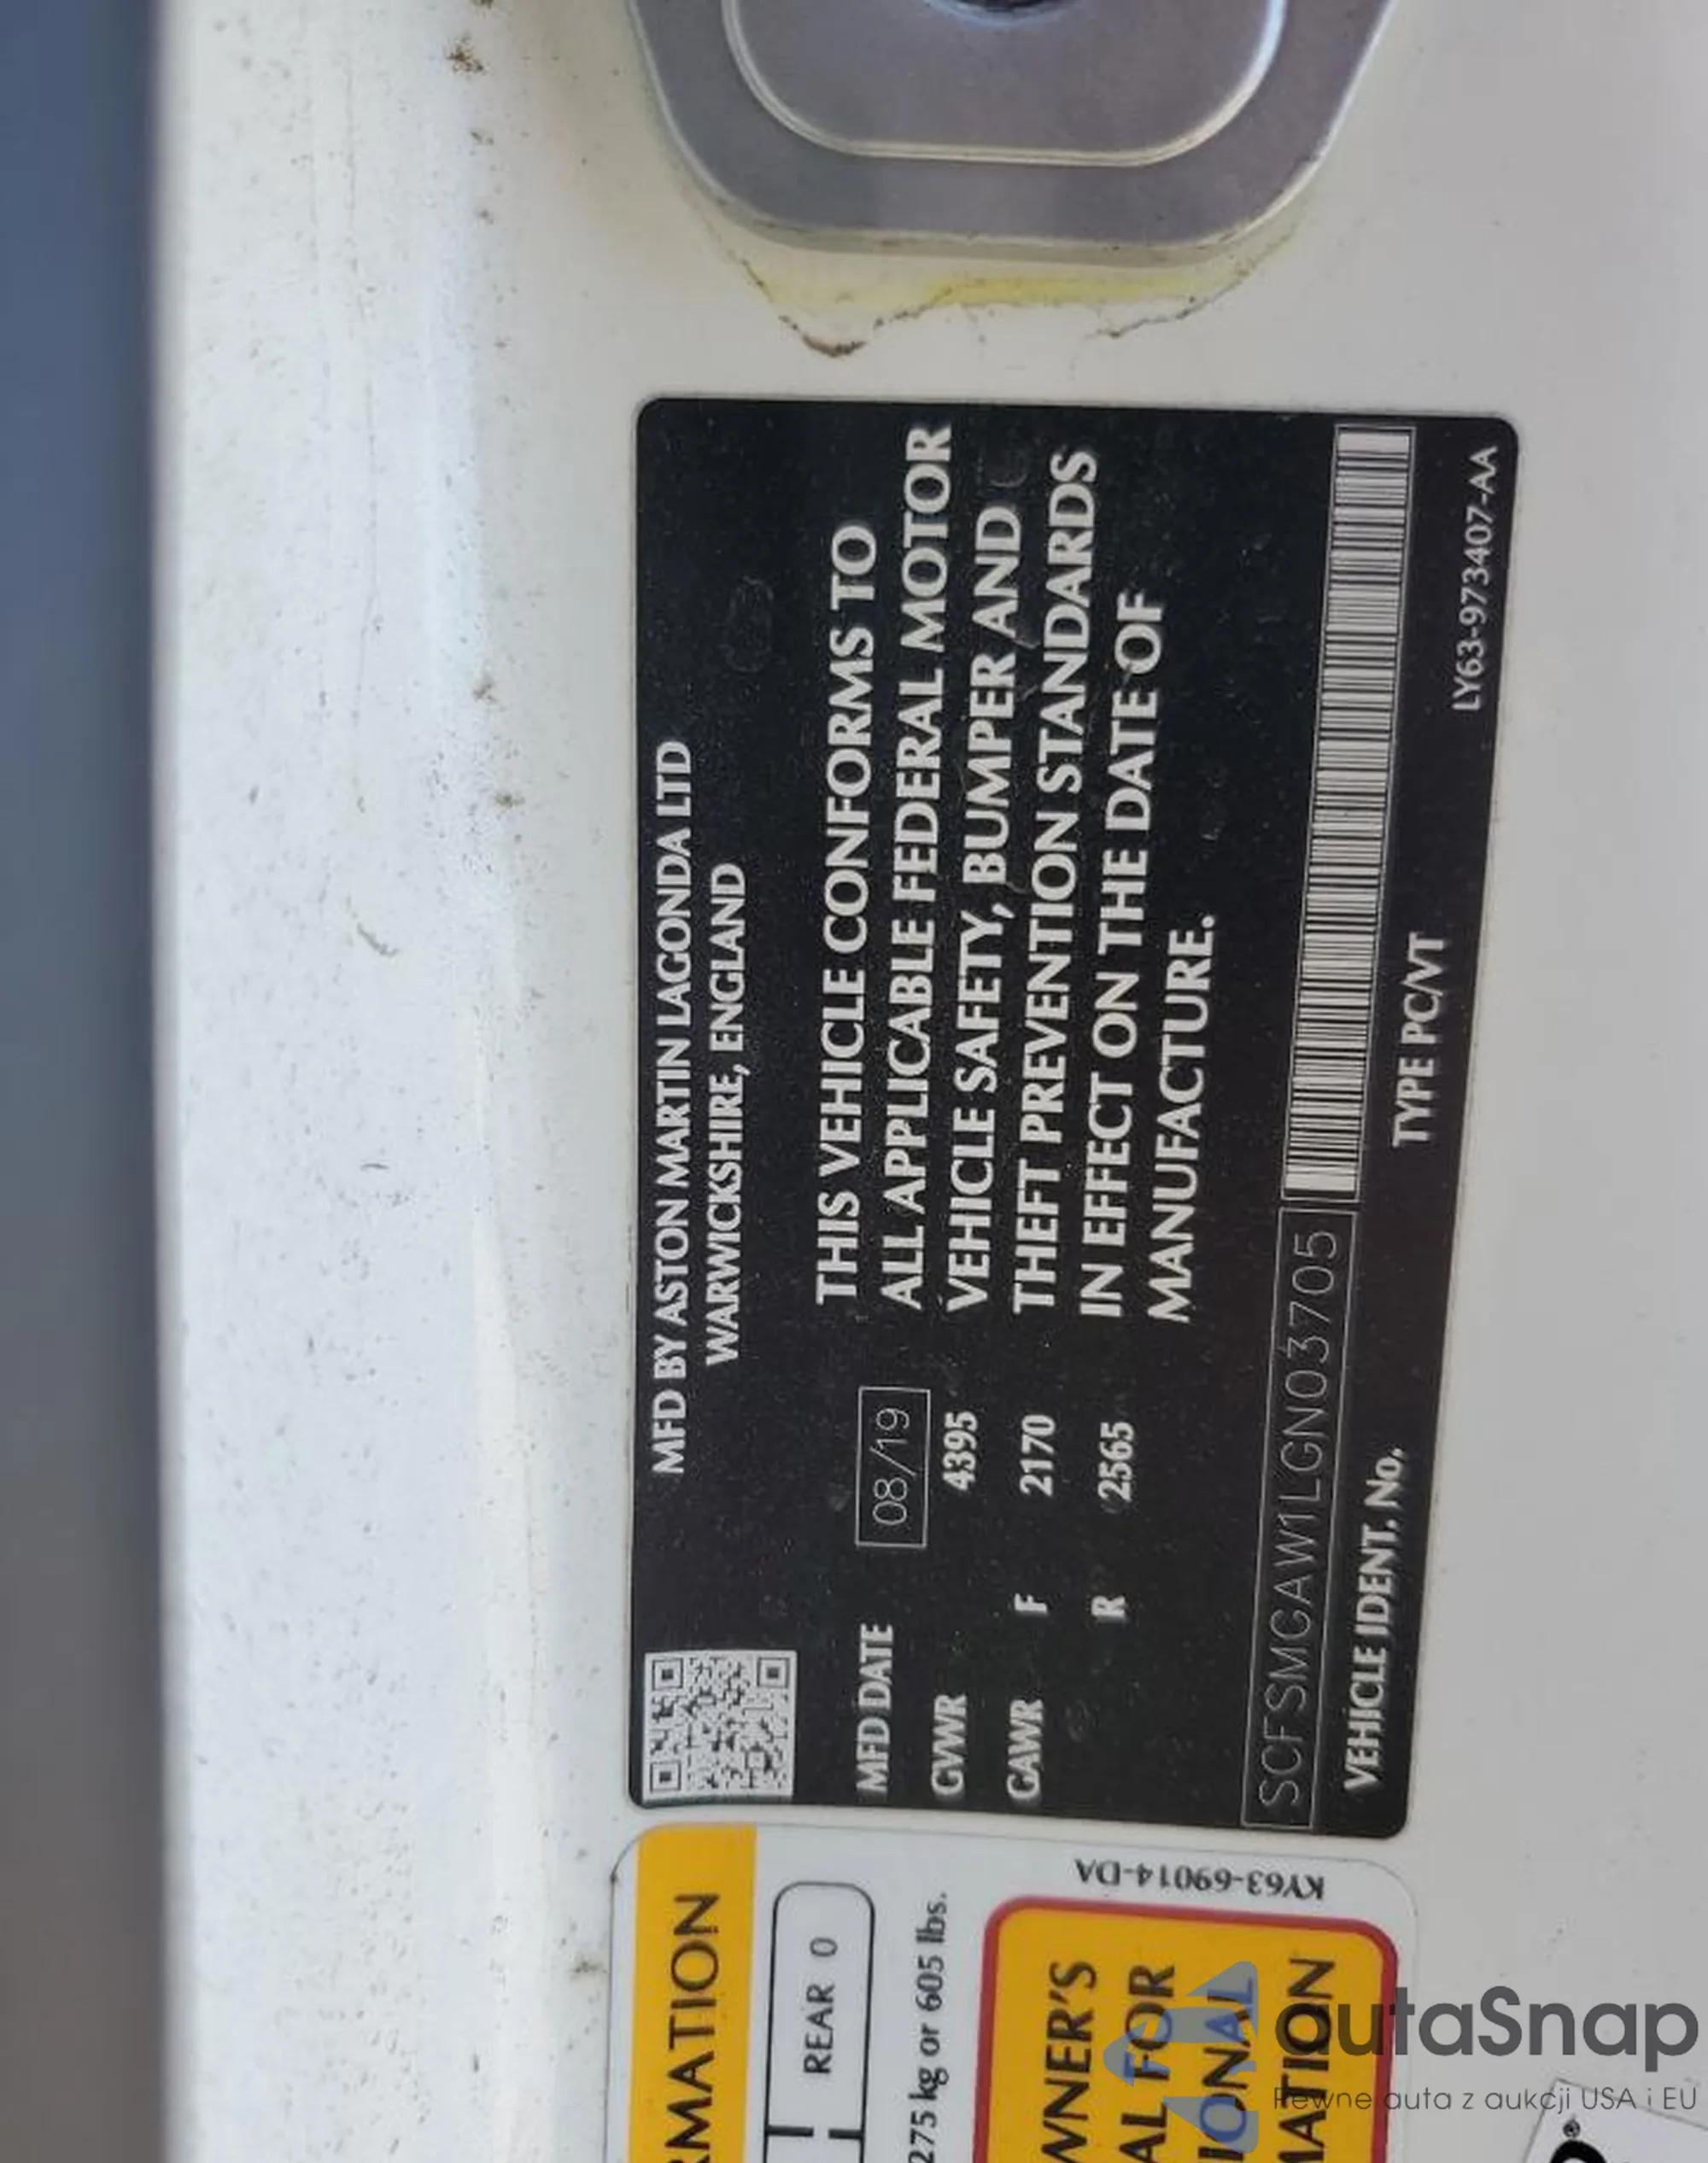 MFD BY ASTON MARTIN LAGONDA LTD
WARWICKSHIRE, ENGLAND
MFD DATE 08/19
GVWR 4395
GAWR F 2170
R 2565
THIS VEHICLE CONFORMS TO
ALL APPLICABLE FEDERAL MOTOR
VEHICLE SAFETY, BUMPER AND
THEFT PREVENTION STANDARDS
IN EFFECT ON THE DATE OF
MANUFACTURE.
SCFSMGAW1LGN03705
VEHICLE IDENT. No.
TYPE PC/VT
LY63-973407-AA
RMATION
REAR 0
275 kg or 605 lbs.
KY63-69014-DA
WNER'S
AL FOR
IONAL
MATION
autaSnap
Pewne auta z aukcji USA i EU